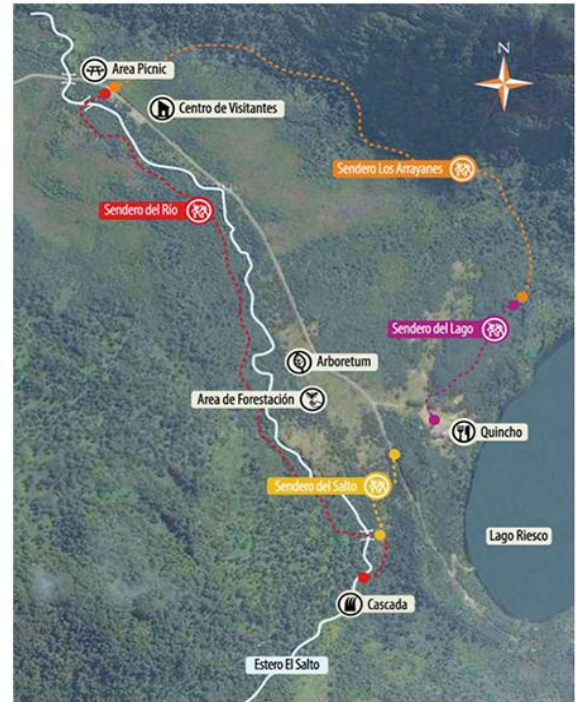 Area Picnic
N
Centro de Visitantes
Sendero Los Arrayanes
Sendero del Río
Sendero del Lago
Arboretum
Area de Forestación
Quincho
Sendero del Salto
Lago Riesco
Cascada
Estero El Salto